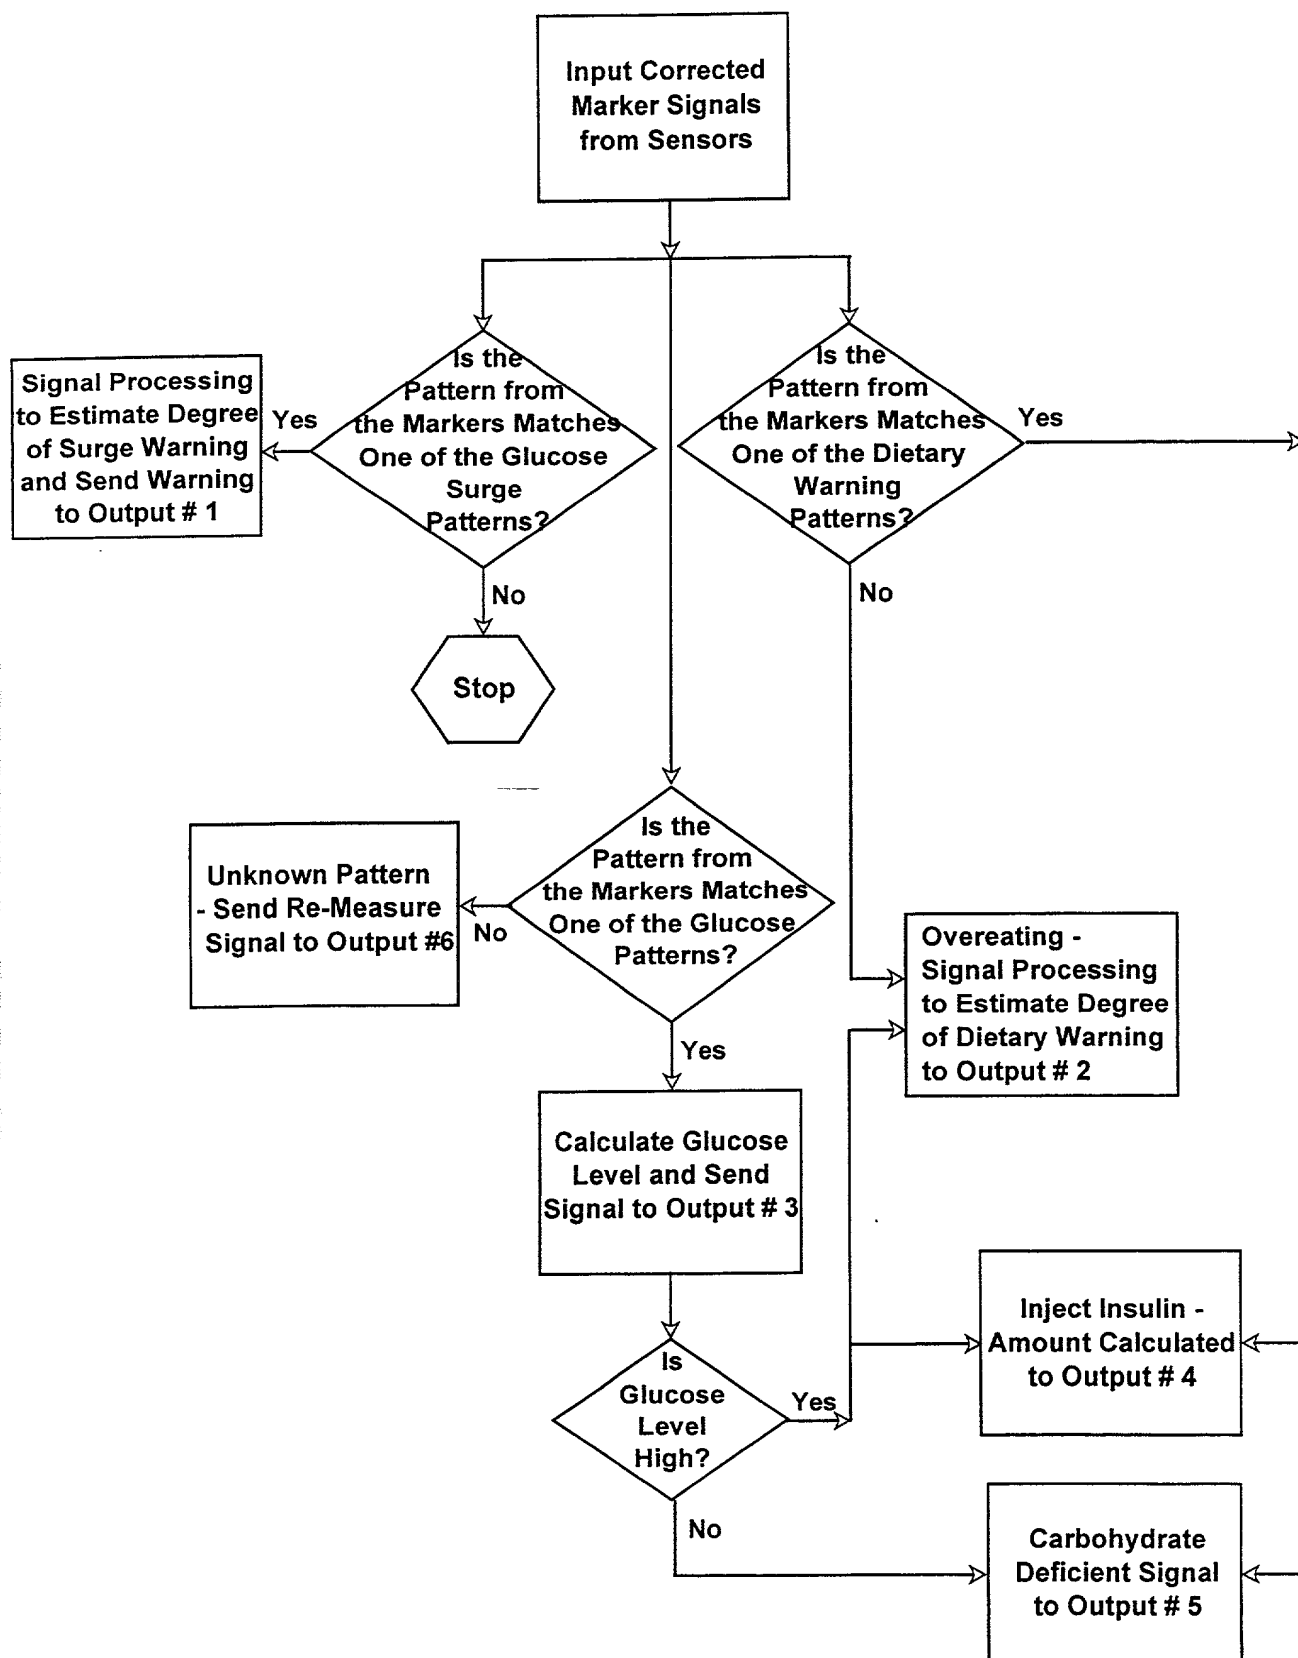 Input Corrected
Marker Signals
from Sensors
Signal Processing
to Estimate Degree
of Surge Warning
and Send Warning
to Output # 1
Yes
Is the
Pattern from
the Markers Matches
One of the Glucose
Surge
Patterns?
No
Stop
Is the
Pattern from
the Markers Matches
One of the Dietary
Warning
Patterns?
Yes
No
Unknown Pattern
- Send Re-Measure
Signal to Output #6
No
Is the
Pattern from
the Markers Matches
One of the Glucose
Patterns?
Yes
Overeating -
Signal Processing
to Estimate Degree
of Dietary Warning
to Output # 2
Calculate Glucose
Level and Send
Signal to Output # 3
Is
Glucose
Level
High?
Yes
No
Inject Insulin -
Amount Calculated
to Output # 4
Carbohydrate
Deficient Signal
to Output # 5